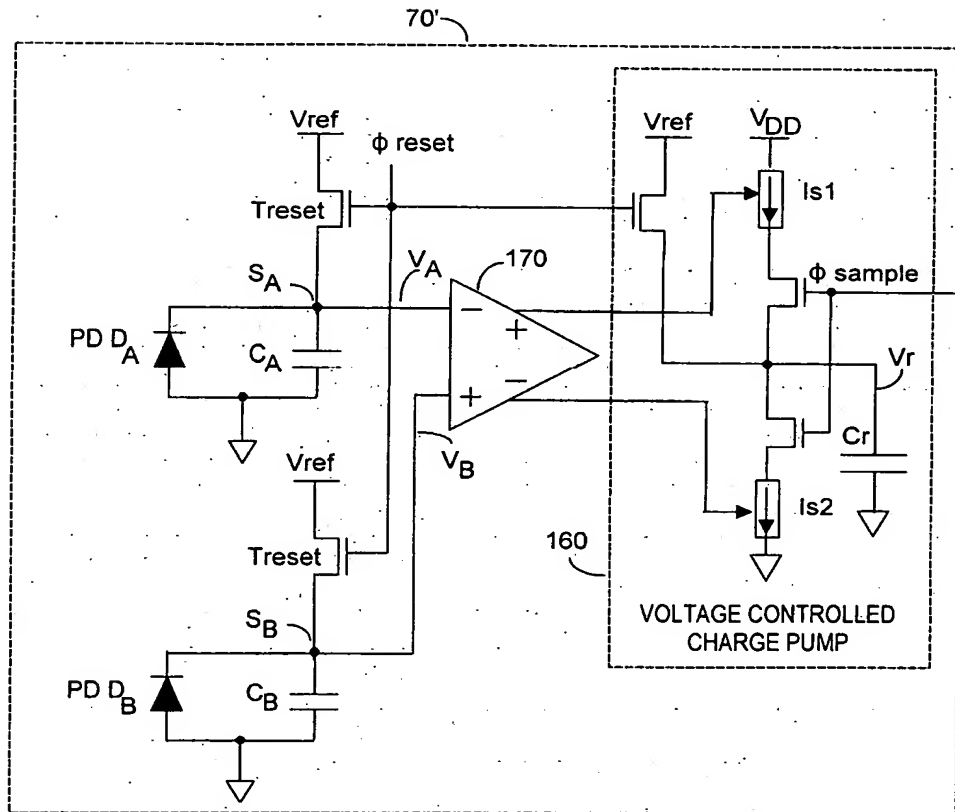 70'
Vref
ϕ reset
Treset
Vref
VDD
Is1
SA
VA
170
ϕ sample
PD DA
CA
Vr
Vref
VB
Cr
Treset
160
Is2
SB
VOLTAGE CONTROLLED
CHARGE PUMP
PD DB
CB